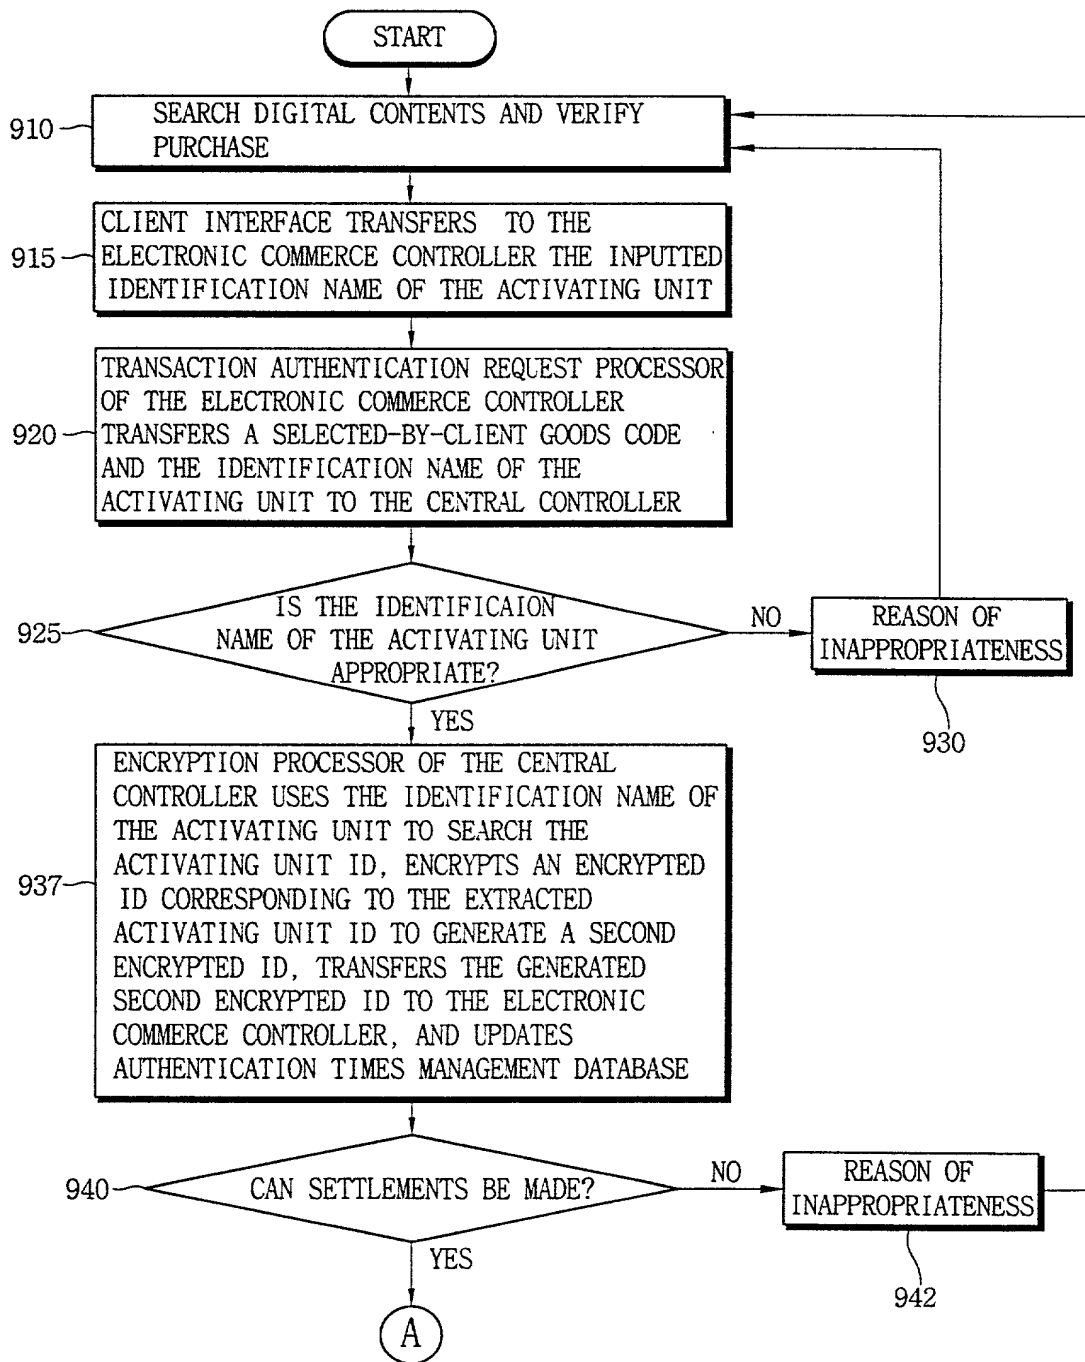 START
910
SEARCH DIGITAL CONTENTS AND VERIFY
PURCHASE
915
CLIENT INTERFACE TRANSFERS TO THE
ELECTRONIC COMMERCE CONTROLLER THE INPUTTED
IDENTIFICATION NAME OF THE ACTIVATING UNIT
920
TRANSACTION AUTHENTICATION REQUEST PROCESSOR
OF THE ELECTRONIC COMMERCE CONTROLLER
TRANSFERS A SELECTED-BY-CLIENT GOODS CODE
AND THE IDENTIFICATION NAME OF THE
ACTIVATING UNIT TO THE CENTRAL CONTROLLER
925
IS THE IDENTIFICAION
NAME OF THE ACTIVATING UNIT
APPROPRIATE?
NO
REASON OF
INAPPROPRIATENESS
930
YES
937
ENCRYPTION PROCESSOR OF THE CENTRAL
CONTROLLER USES THE IDENTIFICATION NAME OF
THE ACTIVATING UNIT TO SEARCH THE
ACTIVATING UNIT ID, ENCRYPTS AN ENCRYPTED
ID CORRESPONDING TO THE EXTRACTED
ACTIVATING UNIT ID TO GENERATE A SECOND
ENCRYPTED ID, TRANSFERS THE GENERATED
SECOND ENCRYPTED ID TO THE ELECTRONIC
COMMERCE CONTROLLER, AND UPDATES
AUTHENTICATION TIMES MANAGEMENT DATABASE
940
CAN SETTLEMENTS BE MADE?
NO
REASON OF
INAPPROPRIATENESS
942
YES
A